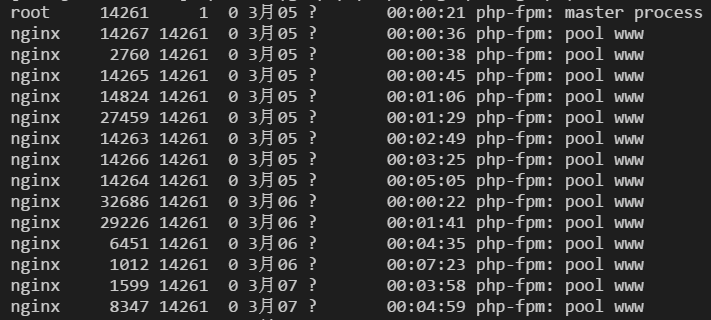 root 14261 1 0 3月05 ? 00:00:21 php-fpm: master process
nginx 14267 14261 0 3月05 ? 00:00:36 php-fpm: pool www
nginx 2760 14261 0 3月05 ? 00:00:38 php-fpm: pool www
nginx 14265 14261 0 3月05 ? 00:00:45 php-fpm: pool www
nginx 14824 14261 0 3月05 ? 00:01:06 php-fpm: pool www
nginx 27459 14261 0 3月05 ? 00:01:29 php-fpm: pool www
nginx 14263 14261 0 3月05 ? 00:02:49 php-fpm: pool www
nginx 14266 14261 0 3月05 ? 00:03:25 php-fpm: pool www
nginx 14264 14261 0 3月05 ? 00:05:05 php-fpm: pool www
nginx 32686 14261 0 3月06 ? 00:00:22 php-fpm: pool www
nginx 29226 14261 0 3月06 ? 00:01:41 php-fpm: pool www
nginx 6451 14261 0 3月06 ? 00:04:35 php-fpm: pool www
nginx 1012 14261 0 3月06 ? 00:07:23 php-fpm: pool www
nginx 1599 14261 0 3月07 ? 00:03:58 php-fpm: pool www
nginx 8347 14261 0 3月07 ? 00:04:59 php-fpm: pool www